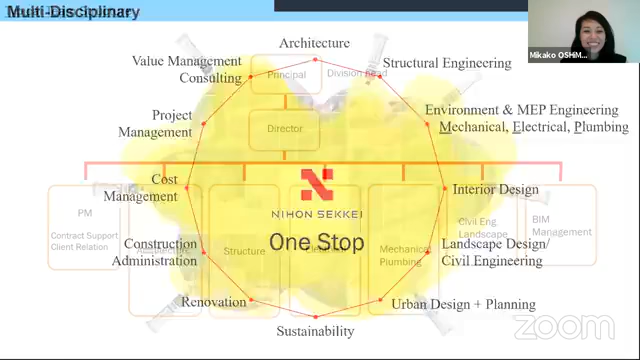 Multi-Disciplinary
Mikako OSHM...
Architecture
Value Management
Consulting
Principal
Division Head
Structural Engineering
Project
Management
Director
Environment & MEP Engineering
Mechanical, Electrical, Plumbing
Cost
Management
NIHON SEKKEI
One Stop
Interior Design
PM
Contract Support
Client Relation
Civil Eng
Landscape
BIM
Management
Construction
Administration
Structure
Mechanical
Plumbing
Landscape Design/
Civil Engineering
Renovation
Urban Design + Planning
Sustainability
zoom